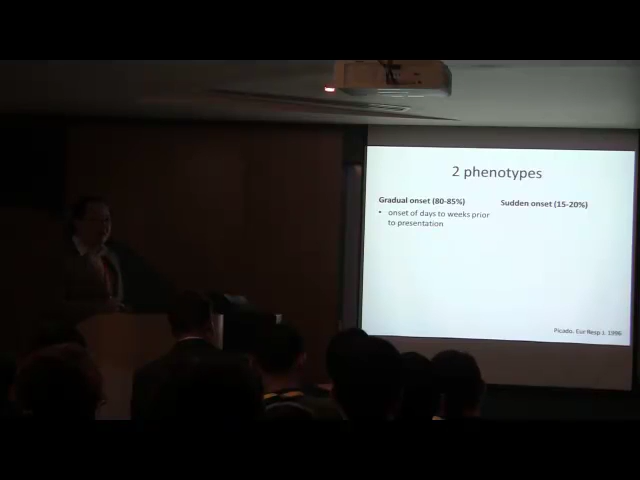 2 phenotypes
Gradual onset (80-85%)
• onset of days to weeks prior
to presentation
Sudden onset (15-20%)
Picado. Eur Resp J. 1996